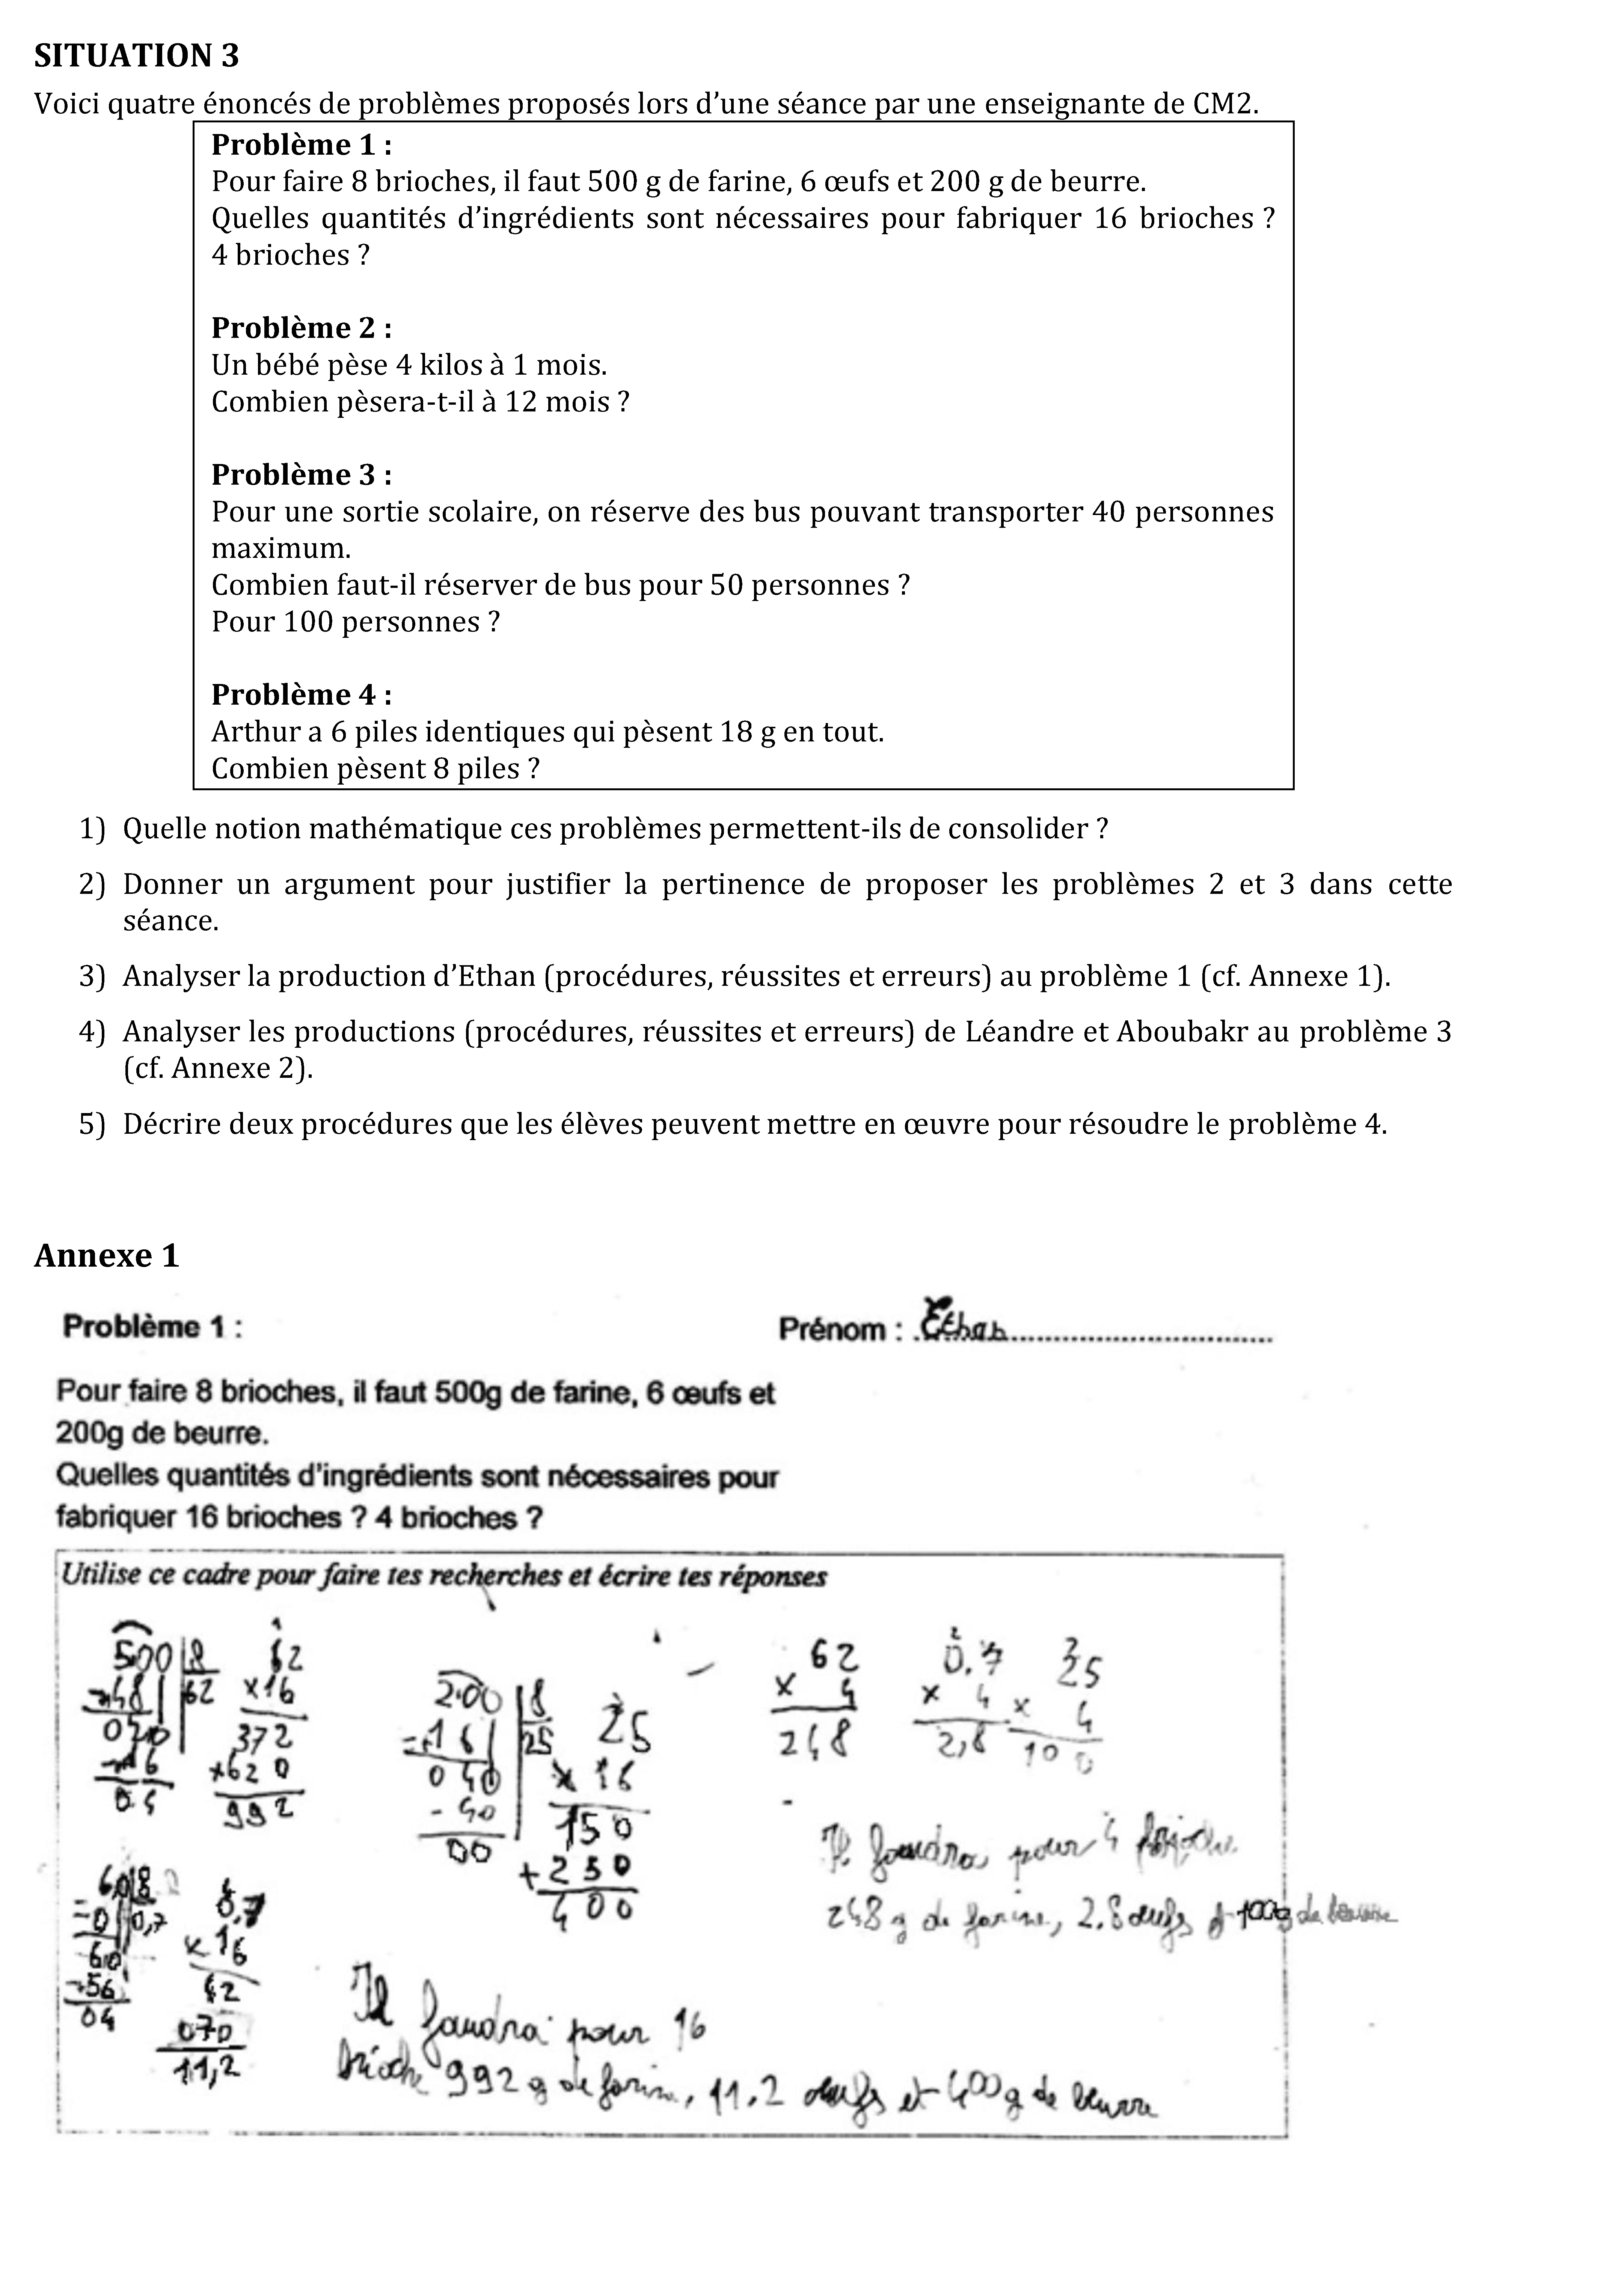 SITUATION 3
Voici quatre énoncés de problèmes proposés lors d'une séance par une enseignante de CM2.
Problème 1 :
Pour faire 8 brioches, il faut 500 g de farine, 6 œufs et 200 g de beurre.
Quelles quantités d'ingrédients sont nécessaires pour fabriquer 16 brioches ?
4 brioches ?
Problème 2 :
Un bébé pèse 4 kilos à 1 mois.
Combien pèsera-t-il à 12 mois ?
Problème 3 :
Pour une sortie scolaire, on réserve des bus pouvant transporter 40 personnes
maximum.
Combien faut-il réserver de bus pour 50 personnes ?
Pour 100 personnes ?
Problème 4 :
Arthur a 6 piles identiques qui pèsent 18 g en tout.
Combien pèsent 8 piles ?
1) Quelle notion mathématique ces problèmes permettent-ils de consolider ?
2) Donner un argument pour justifier la pertinence de proposer les problèmes 2 et 3 dans cette
séance.
3) Analyser la production d'Ethan (procédures, réussites et erreurs) au problème 1 (cf. Annexe 1).
4) Analyser les productions (procédures, réussites et erreurs) de Léandre et Aboubakr au problème 3
(cf. Annexe 2).
5) Décrire deux procédures que les élèves peuvent mettre en œuvre pour résoudre le problème 4.
Annexe 1
Problème 1 :
Prénom : Ethan
Pour faire 8 brioches, il faut 500g de farine, 6 œufs et
200g de beurre.
Quelles quantités d'ingrédients sont nécessaires pour
fabriquer 16 brioches ? 4 brioches ?
Utilise ce cadre pour faire tes recherches et écrire tes réponses
500 8
-48 62
020
-16
04
62
×16
372
+620
992
200 8
-16 25
040
-40
00
25
×16
150
+250
400
62
× 4
248
0,7
× 4
2,8
25
× 4
100
6,0 8
-0 0,7
60
-56
04
0,7
×16
42
070
11,2
Il faudra pour 4 brioche
248 g de farine, 2.8 œufs et 100g de beurre
Il faudra pour 16
brioche 992 g de farine, 11.2 œufs et 400g de beurre